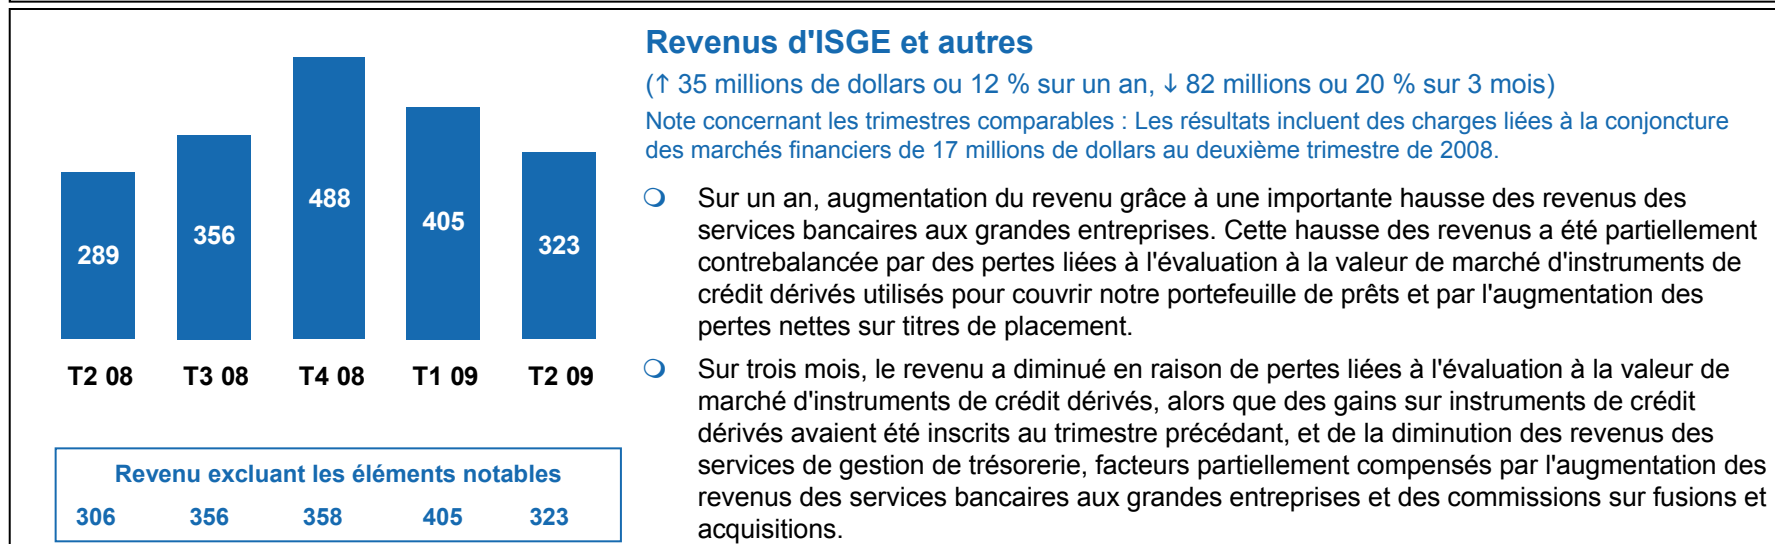 Revenus d'ISGE et autres
(↑ 35 millions de dollars ou 12 % sur un an, ↓ 82 millions ou 20 % sur 3 mois)
Note concernant les trimestres comparables : Les résultats incluent des charges liées à la conjoncture
des marchés financiers de 17 millions de dollars au deuxième trimestre de 2008.
289 356 488 405 323
T2 08 T3 08 T4 08 T1 09 T2 09
Revenu excluant les éléments notables
306 356 358 405 323
Sur un an, augmentation du revenu grâce à une importante hausse des revenus des
services bancaires aux grandes entreprises. Cette hausse des revenus a été partiellement
contrebalancée par des pertes liées à l'évaluation à la valeur de marché d'instruments de
crédit dérivés utilisés pour couvrir notre portefeuille de prêts et par l'augmentation des
pertes nettes sur titres de placement.
Sur trois mois, le revenu a diminué en raison de pertes liées à l'évaluation à la valeur de
marché d'instruments de crédit dérivés, alors que des gains sur instruments de crédit
dérivés avaient été inscrits au trimestre précédant, et de la diminution des revenus des
services de gestion de trésorerie, facteurs partiellement compensés par l'augmentation des
revenus des services bancaires aux grandes entreprises et des commissions sur fusions et
acquisitions.